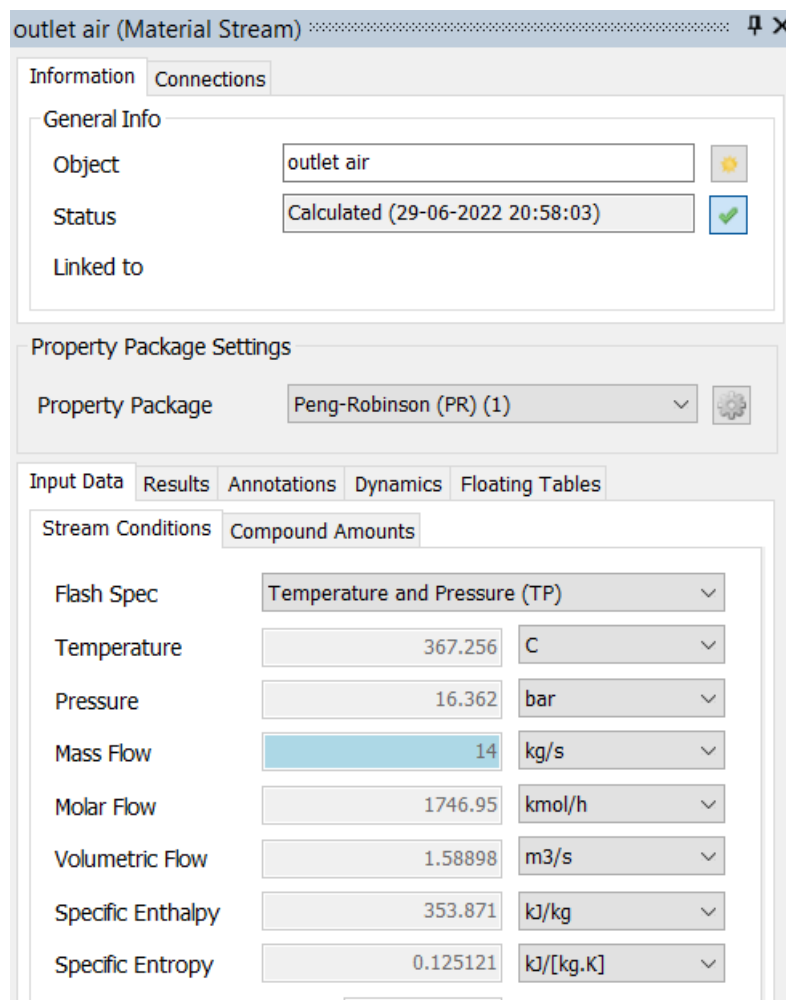 outlet air (Material Stream)
Information Connections
General Info
Object outlet air
Status Calculated (29-06-2022 20:58:03)
Linked to
Property Package Settings
Property Package Peng-Robinson (PR) (1)
Input Data Results Annotations Dynamics Floating Tables
Stream Conditions Compound Amounts
Flash Spec Temperature and Pressure (TP)
Temperature 367.256 C
Pressure 16.362 bar
Mass Flow 14 kg/s
Molar Flow 1746.95 kmol/h
Volumetric Flow 1.58898 m3/s
Specific Enthalpy 353.871 kJ/kg
Specific Entropy 0.125121 kJ/[kg.K]